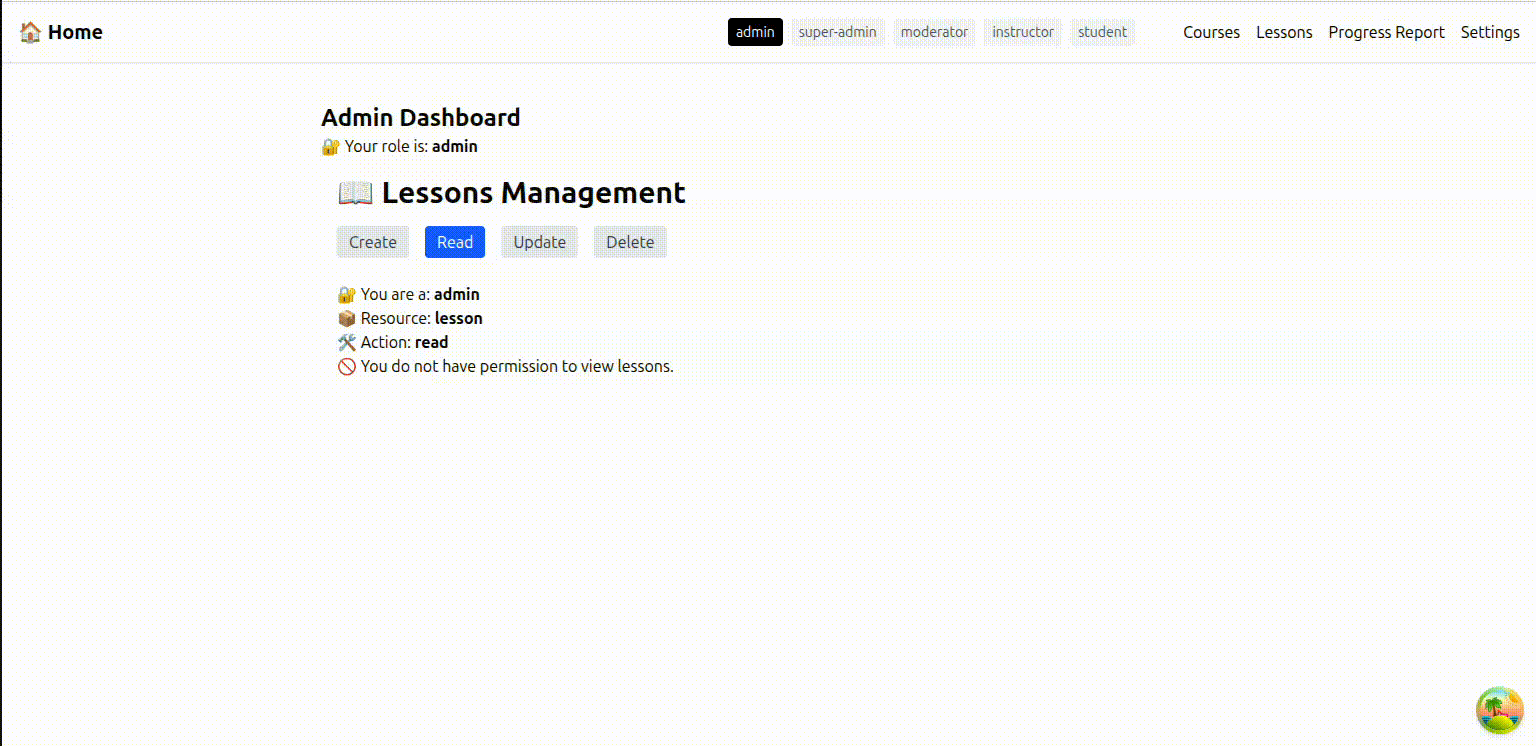 🏠 Home admin super-admin moderator instructor student Courses Lessons Progress Report Settings
Admin Dashboard
🔐 Your role is: admin
📖 Lessons Management
Create Read Update Delete
🔐 You are a: admin
📦 Resource: lesson
🛠️ Action: read
🚫 You do not have permission to view lessons.